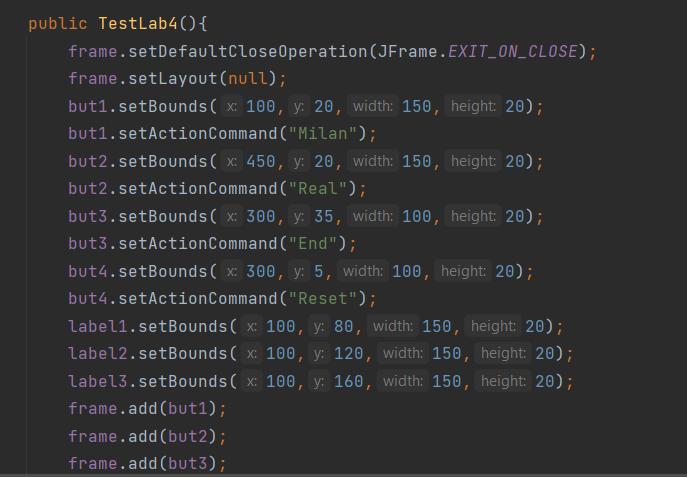 public TestLab4(){
frame.setDefaultCloseOperation(JFrame.EXIT_ON_CLOSE);
frame.setLayout(null);
but1.setBounds( x: 100, y: 20, width: 150, height: 20);
but1.setActionCommand("Milan");
but2.setBounds( x: 450, y: 20, width: 150, height: 20);
but2.setActionCommand("Real");
but3.setBounds( x: 300, y: 35, width: 100, height: 20);
but3.setActionCommand("End");
but4.setBounds( x: 300, y: 5, width: 100, height: 20);
but4.setActionCommand("Reset");
label1.setBounds( x: 100, y: 80, width: 150, height: 20);
label2.setBounds( x: 100, y: 120, width: 150, height: 20);
label3.setBounds( x: 100, y: 160, width: 150, height: 20);
frame.add(but1);
frame.add(but2);
frame.add(but3);